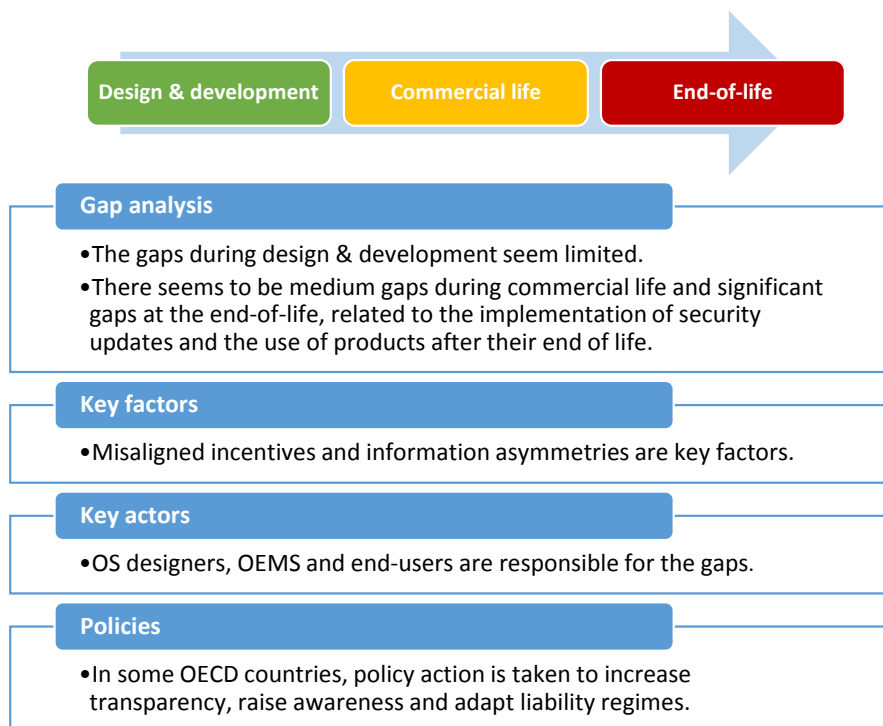 Design & development
Commercial life
End-of-life
Gap analysis
•The gaps during design & development seem limited.
•There seems to be medium gaps during commercial life and significant
gaps at the end-of-life, related to the implementation of security
updates and the use of products after their end of life.
Key factors
•Misaligned incentives and information asymmetries are key factors.
Key actors
•OS designers, OEMS and end-users are responsible for the gaps.
Policies
•In some OECD countries, policy action is taken to increase
transparency, raise awareness and adapt liability regimes.